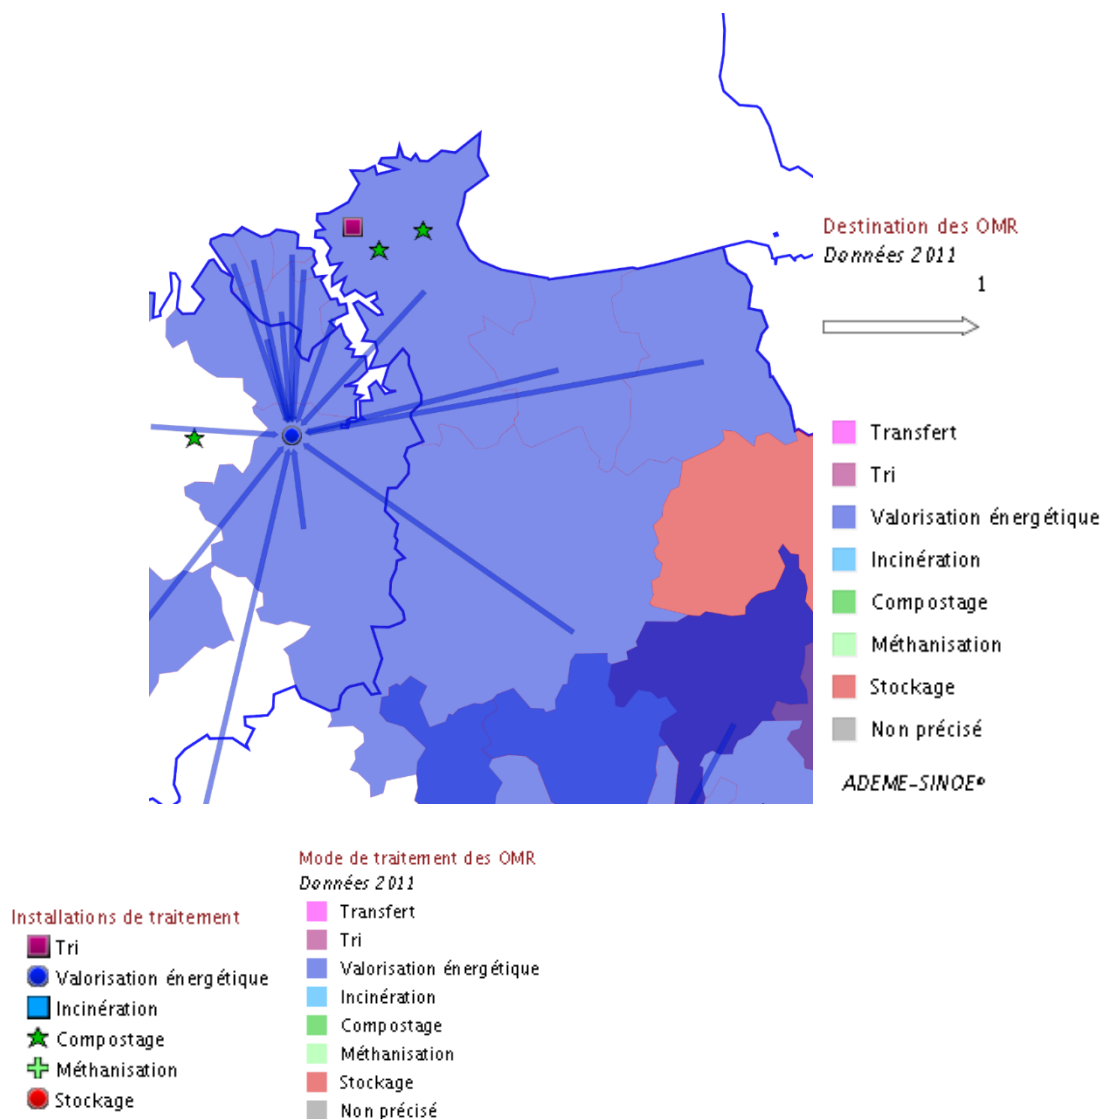 Destination des OMR
Données 2011
1
Transfert
Tri
Valorisation énergétique
Incinération
Compostage
Méthanisation
Stockage
Non précisé
ADEME-SINOE®
Installations de traitement
Tri
Valorisation énergétique
Incinération
Compostage
Méthanisation
Stockage
Mode de traitement des OMR
Données 2011
Transfert
Tri
Valorisation énergétique
Incinération
Compostage
Méthanisation
Stockage
Non précisé